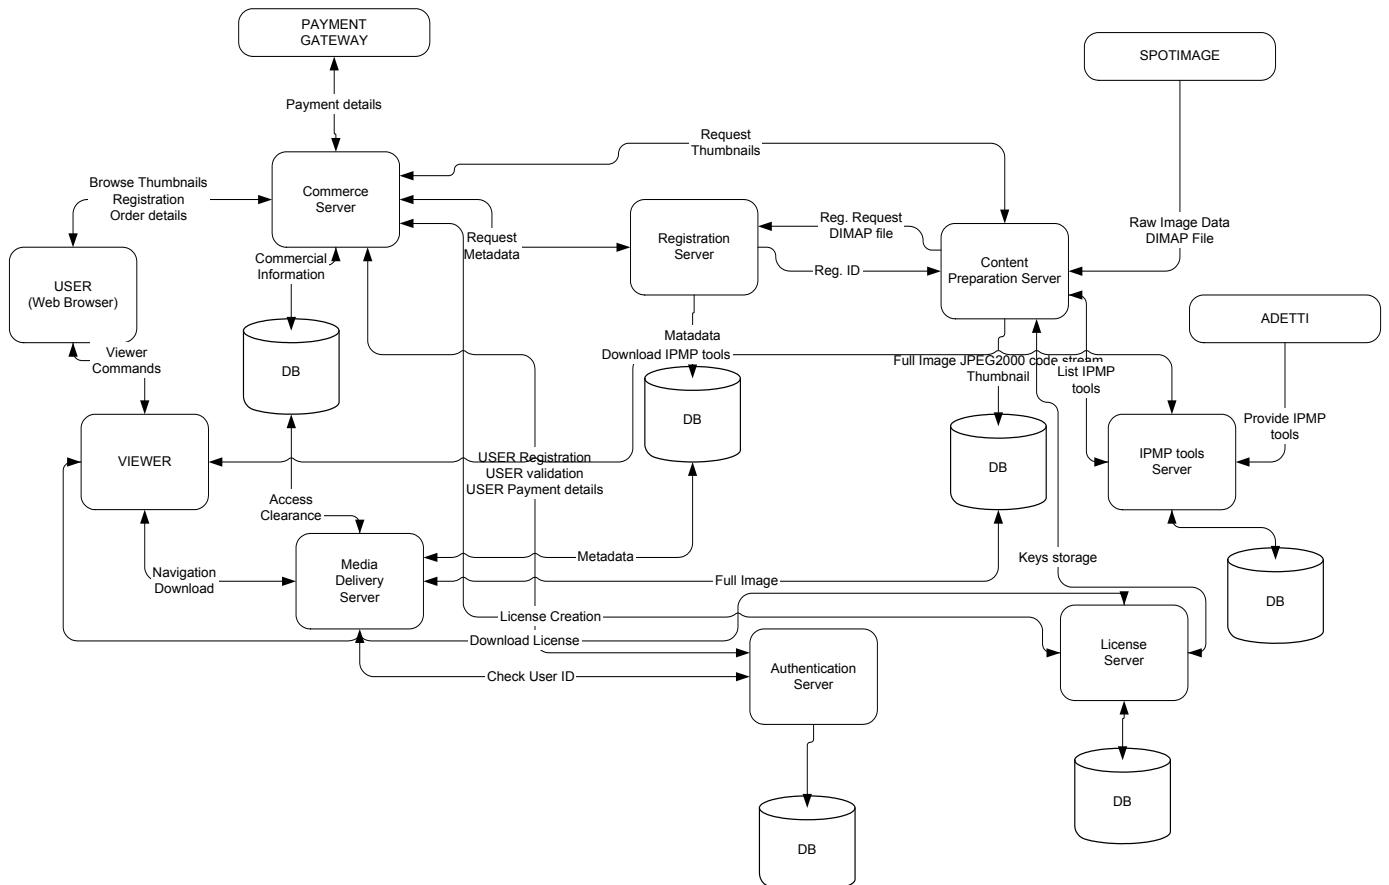 PAYMENT
GATEWAY
SPOTIMAGE
Payment details
Request
Thumbnails
Browse Thumbnails
Registration
Order details
Commerce
Server
Request
Metadata
Registration
Server
Reg. Request
DIMAP file
Reg. ID
Content
Preparation Server
Raw Image Data
DIMAP File
Commercial
Information
USER
(Web Browser)
ADETTI
Viewer
Commands
DB
Matadata
Download IPMP tools
Full Image JPEG2000 code stream
Thumbnail
List IPMP
tools
Provide IPMP
tools
DB
VIEWER
USER Registration
USER validation
USER Payment details
DB
IPMP tools
Server
Access
Clearance
Media
Delivery
Server
Metadata
Keys storage
Navigation
Download
Full Image
DB
License Creation
Download License
License
Server
Check User ID
Authentication
Server
DB
DB